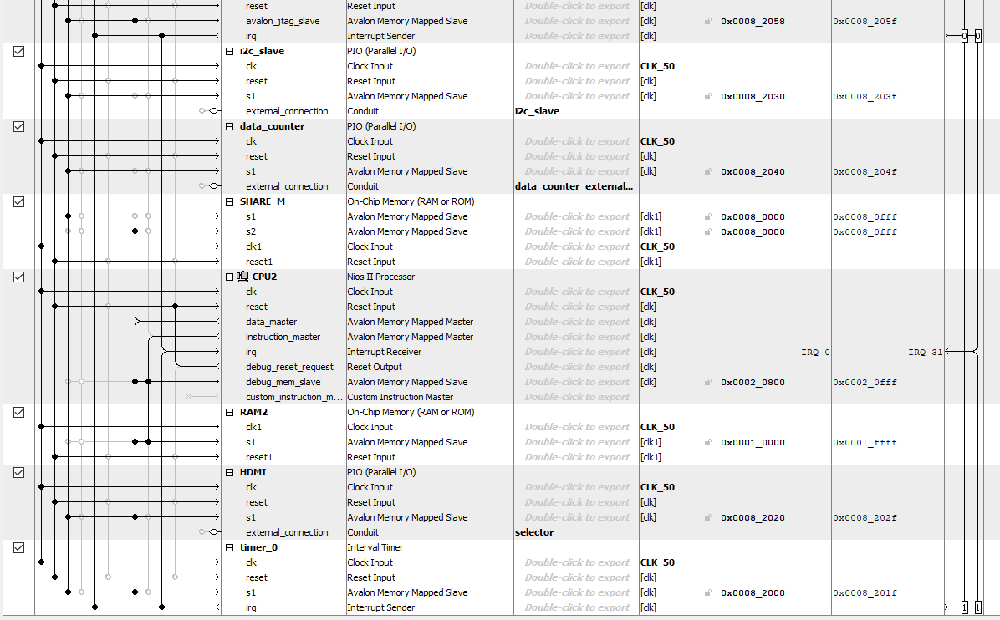 reset Reset Input Double-click to export [clk]
avalon_jtag_slave Avalon Memory Mapped Slave Double-click to export [clk] 0x0008_2058 0x0008_205f
irq Interrupt Sender Double-click to export [clk] 0 0
i2c_slave PIO (Parallel I/O)
clk Clock Input Double-click to export CLK_50
reset Reset Input Double-click to export [clk]
s1 Avalon Memory Mapped Slave Double-click to export [clk] 0x0008_2030 0x0008_203f
external_connection Conduit i2c_slave
data_counter PIO (Parallel I/O)
clk Clock Input Double-click to export CLK_50
reset Reset Input Double-click to export [clk]
s1 Avalon Memory Mapped Slave Double-click to export [clk] 0x0008_2040 0x0008_204f
external_connection Conduit data_counter_external...
SHARE_M On-Chip Memory (RAM or ROM)
s1 Avalon Memory Mapped Slave Double-click to export [clk1] 0x0008_0000 0x0008_0fff
s2 Avalon Memory Mapped Slave Double-click to export [clk1] 0x0008_0000 0x0008_0fff
clk1 Clock Input Double-click to export CLK_50
reset1 Reset Input Double-click to export [clk1]
CPU2 Nios II Processor
clk Clock Input Double-click to export CLK_50
reset Reset Input Double-click to export [clk]
data_master Avalon Memory Mapped Master Double-click to export [clk]
instruction_master Avalon Memory Mapped Master Double-click to export [clk]
irq Interrupt Receiver Double-click to export [clk] IRQ 0 IRQ 31
debug_reset_request Reset Output Double-click to export [clk]
debug_mem_slave Avalon Memory Mapped Slave Double-click to export [clk] 0x0002_0800 0x0002_0fff
custom_instruction_m... Custom Instruction Master Double-click to export
RAM2 On-Chip Memory (RAM or ROM)
clk1 Clock Input Double-click to export CLK_50
s1 Avalon Memory Mapped Slave Double-click to export [clk1] 0x0001_0000 0x0001_ffff
reset1 Reset Input Double-click to export [clk1]
HDMI PIO (Parallel I/O)
clk Clock Input Double-click to export CLK_50
reset Reset Input Double-click to export [clk]
s1 Avalon Memory Mapped Slave Double-click to export [clk] 0x0008_2020 0x0008_202f
external_connection Conduit selector
timer_0 Interval Timer
clk Clock Input Double-click to export CLK_50
reset Reset Input Double-click to export [clk]
s1 Avalon Memory Mapped Slave Double-click to export [clk] 0x0008_2000 0x0008_201f
irq Interrupt Sender Double-click to export [clk] 1 1